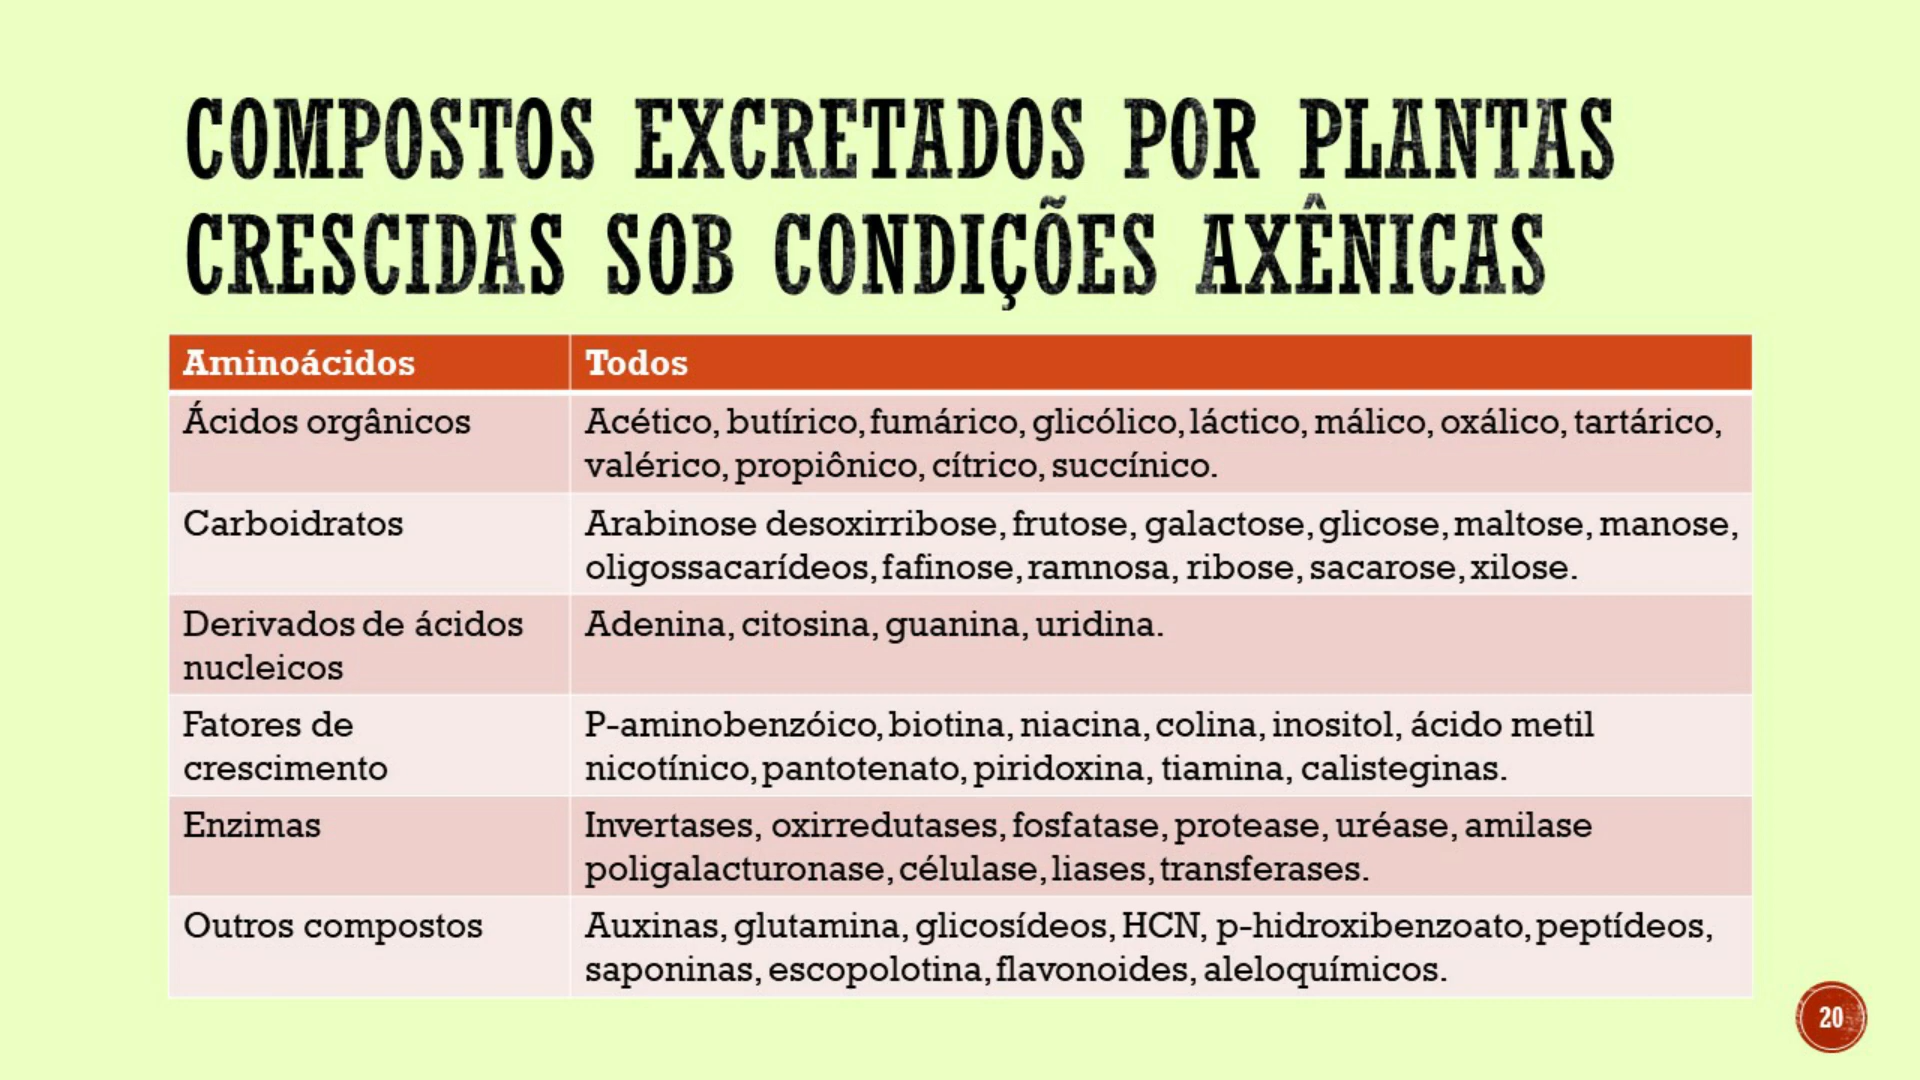 COMPOSTOS EXCRETADOS POR PLANTAS
CRESCIDAS SOB CONDIÇÕES AXÊNICAS
Aminoácidos Todos
Ácidos orgânicos Acético, butírico, fumárico, glicólico, láctico, málico, oxálico, tartárico,
valérico, propiônico, cítrico, succínico.
Carboidratos Arabinose desoxirribose, frutose, galactose, glicose, maltose, manose,
oligossacarídeos, fafinose, ramnosa, ribose, sacarose, xilose.
Derivados de ácidos Adenina, citosina, guanina, uridina.
nucleicos
Fatores de P-aminobenzóico, biotina, niacina, colina, inositol, ácido metil
crescimento nicotínico, pantotenato, piridoxina, tiamina, calisteginas.
Enzimas Invertases, oxirredutases, fosfatase, protease, uréase, amilase
poligalacturonase, célulase, liases, transferases.
Outros compostos Auxinas, glutamina, glicosídeos, HCN, p-hidroxibenzoato, peptídeos,
saponinas, escopolotina, flavonoides, aleloquímicos.
20